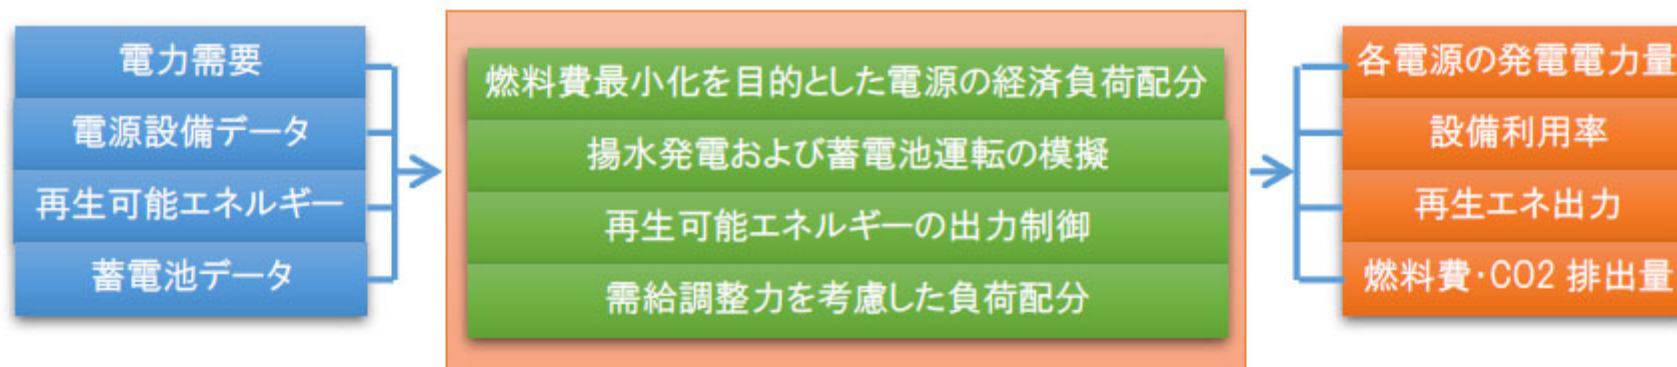 電力需要
電源設備データ
再生可能エネルギー
蓄電池データ
燃料費最小化を目的とした電源の経済負荷配分
揚水発電および蓄電池運転の模擬
再生可能エネルギーの出力制御
需給調整力を考慮した負荷配分
各電源の発電電力量
設備利用率
再生エネ出力
燃料費・CO2 排出量